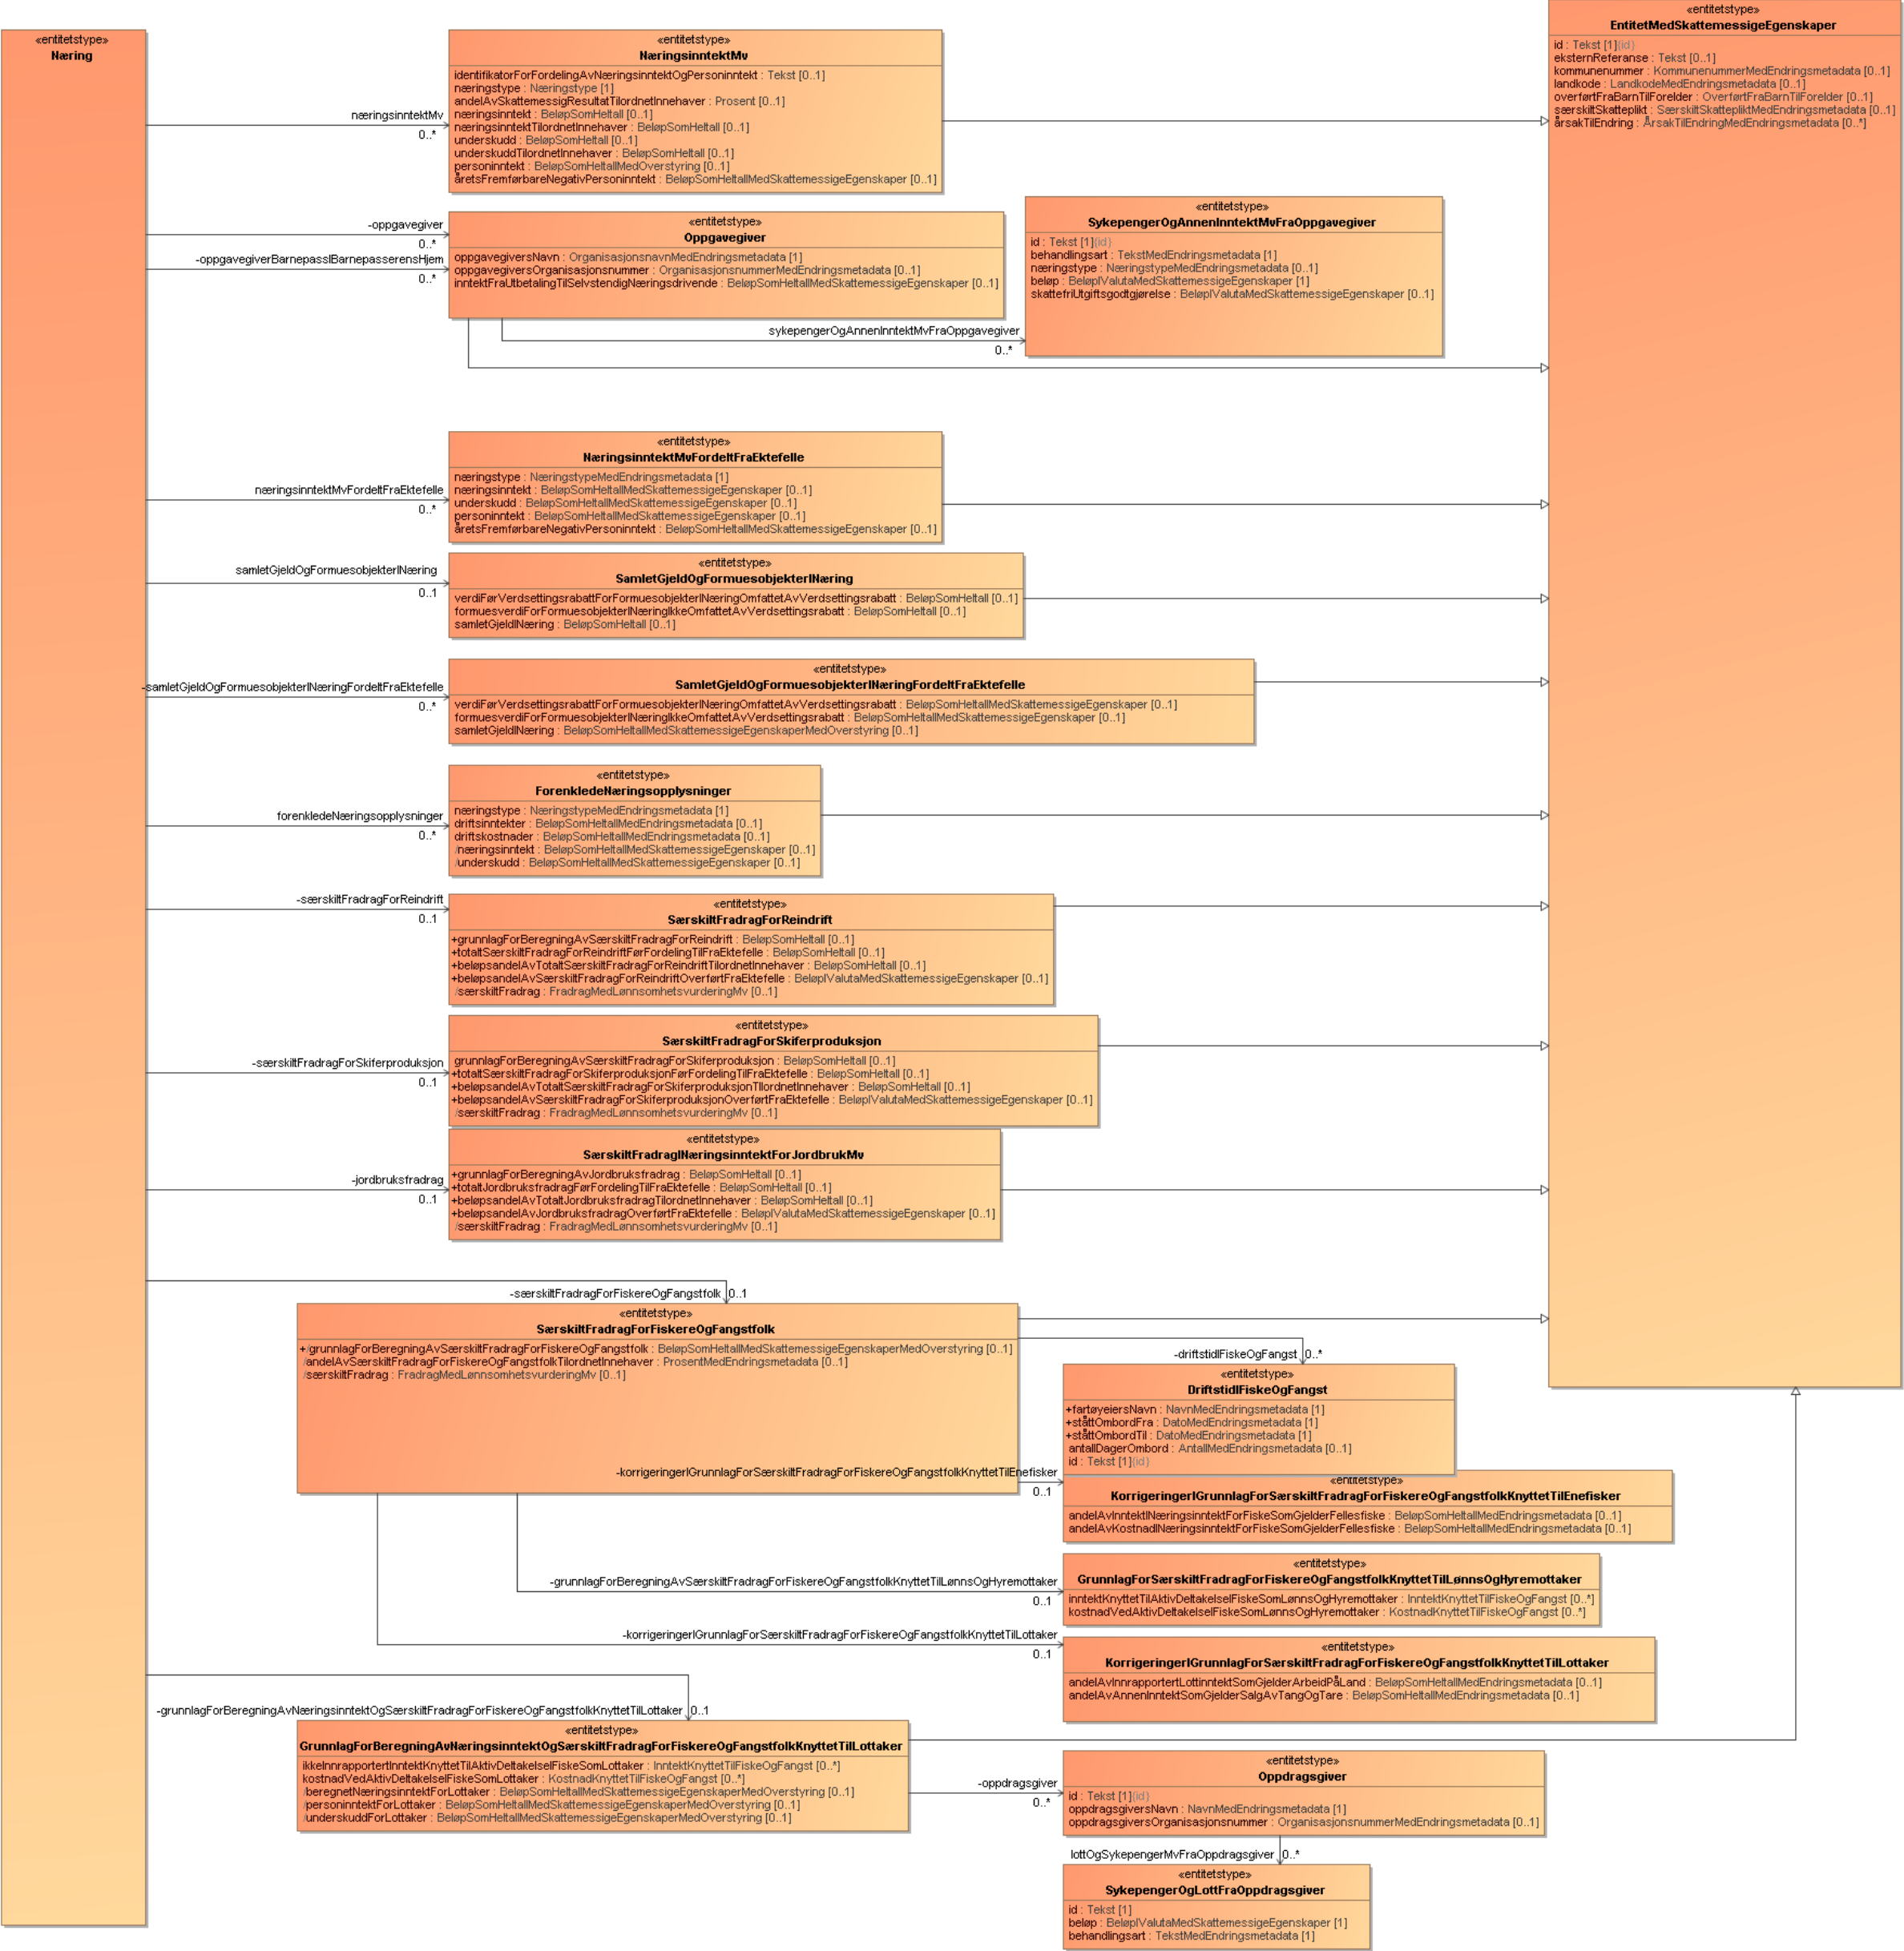 «entitetstype»
Næring
«entitetstype»
EntitetMedSkattemessigeEgenskaper
id : Tekst [1]{id}
eksternReferanse : Tekst [0..1]
kommunenummer : KommunenummerMedEndringsmetadata [0..1]
landkode : LandkodeMedEndringsmetadata [0..1]
overførtFraBarnTilForelder : OverførtFraBarnTilForelder [0..1]
særskiltSkatteplikt : SærskiltSkattepliktMedEndringsmetadata [0..1]
årsakTilEndring : ÅrsakTilEndringMedEndringsmetadata [0..*]
næringsinntektMv
0..*
«entitetstype»
NæringsinntektMv
identifikatorForFordelingAvNæringsinntektOgPersoninntekt : Tekst [0..1]
næringstype : Næringstype [1]
andelAvSkattemessigResultatTilordnetInnehaver : Prosent [0..1]
næringsinntekt : BeløpSomHeltall [0..1]
næringsinntektTilordnetInnehaver : BeløpSomHeltall [0..1]
underskudd : BeløpSomHeltall [0..1]
underskuddTilordnetInnehaver : BeløpSomHeltall [0..1]
personinntekt : BeløpSomHeltallMedOverstyring [0..1]
åretsFremførbareNegativPersoninntekt : BeløpSomHeltallMedSkattemessigeEgenskaper [0..1]
-oppgavegiver
0..*
-oppgavegiverBarnepassIBarnepasserensHjem
0..*
«entitetstype»
Oppgavegiver
oppgavegiversNavn : OrganisasjonsnavnMedEndringsmetadata [1]
oppgavegiversOrganisasjonsnummer : OrganisasjonsnummerMedEndringsmetadata [0..1]
inntektFraUtbetalingTilSelvstendigNæringsdrivende : BeløpSomHeltallMedSkattemessigeEgenskaper [0..1]
«entitetstype»
SykepengerOgAnnenInntektMvFraOppgavegiver
id : Tekst [1]{id}
behandlingsart : TekstMedEndringsmetadata [1]
næringstype : NæringstypeMedEndringsmetadata [0..1]
beløp : BeløpIValutaMedSkattemessigeEgenskaper [1]
skattefriUtgiftsgodtgjørelse : BeløpIValutaMedSkattemessigeEgenskaper [0..1]
sykepengerOgAnnenInntektMvFraOppgavegiver
0..*
næringsinntektMvFordeltFraEktefelle
0..*
«entitetstype»
NæringsinntektMvFordeltFraEktefelle
næringstype : NæringstypeMedEndringsmetadata [1]
næringsinntekt : BeløpSomHeltallMedSkattemessigeEgenskaper [0..1]
underskudd : BeløpSomHeltallMedSkattemessigeEgenskaper [0..1]
personinntekt : BeløpSomHeltallMedSkattemessigeEgenskaper [0..1]
åretsFremførbareNegativPersoninntekt : BeløpSomHeltallMedSkattemessigeEgenskaper [0..1]
samletGjeldOgFormuesobjekterINæring
0..1
«entitetstype»
SamletGjeldOgFormuesobjekterINæring
verdiFørVerdsettingsrabattForFormuesobjekterINæringOmfattetAvVerdsettingsrabatt : BeløpSomHeltall [0..1]
formuesverdiForFormuesobjekterINæringIkkeOmfattetAvVerdsettingsrabatt : BeløpSomHeltall [0..1]
samletGjeldINæring : BeløpSomHeltall [0..1]
-samletGjeldOgFormuesobjekterINæringFordeltFraEktefelle
0..*
«entitetstype»
SamletGjeldOgFormuesobjekterINæringFordeltFraEktefelle
verdiFørVerdsettingsrabattForFormuesobjekterINæringOmfattetAvVerdsettingsrabatt : BeløpSomHeltallMedSkattemessigeEgenskaper [0..1]
formuesverdiForFormuesobjekterINæringIkkeOmfattetAvVerdsettingsrabatt : BeløpSomHeltallMedSkattemessigeEgenskaper [0..1]
samletGjeldINæring : BeløpSomHeltallMedSkattemessigeEgenskaperMedOverstyring [0..1]
forenkledeNæringsopplysninger
0..*
«entitetstype»
ForenkledeNæringsopplysninger
næringstype : NæringstypeMedEndringsmetadata [1]
driftsinntekter : BeløpSomHeltallMedEndringsmetadata [0..1]
driftskostnader : BeløpSomHeltallMedEndringsmetadata [0..1]
/næringsinntekt : BeløpSomHeltallMedSkattemessigeEgenskaper [0..1]
/underskudd : BeløpSomHeltallMedSkattemessigeEgenskaper [0..1]
-særskiltFradragForReindrift
0..1
«entitetstype»
SærskiltFradragForReindrift
+grunnlagForBeregningAvSærskiltFradragForReindrift : BeløpSomHeltall [0..1]
+totaltSærskiltFradragForReindriftFørFordelingTilFraEktefelle : BeløpSomHeltall [0..1]
+beløpsandelAvTotaltSærskiltFradragForReindriftTilordnetInnehaver : BeløpSomHeltall [0..1]
+beløpsandelAvSærskiltFradragForReindriftOverførtFraEktefelle : BeløpIValutaMedSkattemessigeEgenskaper [0..1]
/særskiltFradrag : FradragMedLønnsomhetsvurderingMv [0..1]
-særskiltFradragForSkiferproduksjon
0..1
«entitetstype»
SærskiltFradragForSkiferproduksjon
grunnlagForBeregningAvSærskiltFradragForSkiferproduksjon : BeløpSomHeltall [0..1]
+totaltSærskiltFradragForSkiferproduksjonFørFordelingTilFraEktefelle : BeløpSomHeltall [0..1]
+beløpsandelAvTotaltSærskiltFradragForSkiferproduksjonTIlordnetInnehaver : BeløpSomHeltall [0..1]
+beløpsandelAvSærskiltFradragForSkiferproduksjonOverførtFraEktefelle : BeløpIValutaMedSkattemessigeEgenskaper [0..1]
/særskiltFradrag : FradragMedLønnsomhetsvurderingMv [0..1]
-jordbruksfradrag
0..1
«entitetstype»
SærskiltFradragINæringsinntektForJordbrukMv
+grunnlagForBeregningAvJordbruksfradrag : BeløpSomHeltall [0..1]
+totaltJordbruksfradragFørFordelingTilFraEktefelle : BeløpSomHeltall [0..1]
+beløpsandelAvTotaltJordbruksfradragTilordnetInnehaver : BeløpSomHeltall [0..1]
+beløpsandelAvJordbruksfradragOverførtFraEktefelle : BeløpIValutaMedSkattemessigeEgenskaper [0..1]
/særskiltFradrag : FradragMedLønnsomhetsvurderingMv [0..1]
-særskiltFradragForFiskereOgFangstfolk
0..1
«entitetstype»
SærskiltFradragForFiskereOgFangstfolk
+/grunnlagForBeregningAvSærskiltFradragForFiskereOgFangstfolk : BeløpSomHeltallMedSkattemessigeEgenskaperMedOverstyring [0..1]
/andelAvSærskiltFradragForFiskereOgFangstfolkTilordnetInnehaver : ProsentMedEndringsmetadata [0..1]
/særskiltFradrag : FradragMedLønnsomhetsvurderingMv [0..1]
-driftstidIFiskeOgFangst
0..*
«entitetstype»
DriftstidIFiskeOgFangst
+fartøyeiersNavn : NavnMedEndringsmetadata [1]
+ståttOmbordFra : DatoMedEndringsmetadata [1]
+ståttOmbordTil : DatoMedEndringsmetadata [1]
antallDagerOmbord : AntallMedEndringsmetadata [0..1]
id : Tekst [1]{id}
-korrigeringerIGrunnlagForSærskiltFradragForFiskereOgFangstfolkKnyttetTilEnefisker
0..1
«entitetstype»
KorrigeringerIGrunnlagForSærskiltFradragForFiskereOgFangstfolkKnyttetTilEnefisker
andelAvInntektINæringsinntektForFiskeSomGjelderFellesfiske : BeløpSomHeltallMedEndringsmetadata [0..1]
andelAvKostnadINæringsinntektForFiskeSomGjelderFellesfiske : BeløpSomHeltallMedEndringsmetadata [0..1]
-grunnlagForBeregningAvSærskiltFradragForFiskereOgFangstfolkKnyttetTilLønnsOgHyremottaker
0..1
«entitetstype»
GrunnlagForSærskiltFradragForFiskereOgFangstfolkKnyttetTilLønnsOgHyremottaker
inntektKnyttetTilAktivDeltakelseIFiskeSomLønnsOgHyremottaker : InntektKnyttetTilFiskeOgFangst [0..*]
kostnadVedAktivDeltakelseIFiskeSomLønnsOgHyremottaker : KostnadKnyttetTilFiskeOgFangst [0..*]
-korrigeringerIGrunnlagForSærskiltFradragForFiskereOgFangstfolkKnyttetTilLottaker
0..1
«entitetstype»
KorrigeringerIGrunnlagForSærskiltFradragForFiskereOgFangstfolkKnyttetTilLottaker
andelAvInnrapportertLottinntektSomGjelderArbeidPåLand : BeløpSomHeltallMedEndringsmetadata [0..1]
andelAvAnnenInntektSomGjelderSalgAvTangOgTare : BeløpSomHeltallMedEndringsmetadata [0..1]
-grunnlagForBeregningAvNæringsinntektOgSærskiltFradragForFiskereOgFangstfolkKnyttetTilLottaker
0..1
«entitetstype»
GrunnlagForBeregningAvNæringsinntektOgSærskiltFradragForFiskereOgFangstfolkKnyttetTilLottaker
ikkeInnrapportertInntektKnyttetTilAktivDeltakelseIFiskeSomLottaker : InntektKnyttetTilFiskeOgFangst [0..*]
kostnadVedAktivDeltakelseIFiskeSomLottaker : KostnadKnyttetTilFiskeOgFangst [0..*]
/beregnetNæringsinntektForLottaker : BeløpSomHeltallMedSkattemessigeEgenskaperMedOverstyring [0..1]
/personinntektForLottaker : BeløpSomHeltallMedSkattemessigeEgenskaperMedOverstyring [0..1]
/underskuddForLottaker : BeløpSomHeltallMedSkattemessigeEgenskaperMedOverstyring [0..1]
-oppdragsgiver
0..*
«entitetstype»
Oppdragsgiver
id : Tekst [1]{id}
oppdragsgiversNavn : NavnMedEndringsmetadata [1]
oppdragsgiversOrganisasjonsnummer : OrganisasjonsnummerMedEndringsmetadata [0..1]
lottOgSykepengerMvFraOppdragsgiver
0..*
«entitetstype»
SykepengerOgLottFraOppdragsgiver
id : Tekst [1]
beløp : BeløpIValutaMedSkattemessigeEgenskaper [1]
behandlingsart : TekstMedEndringsmetadata [1]